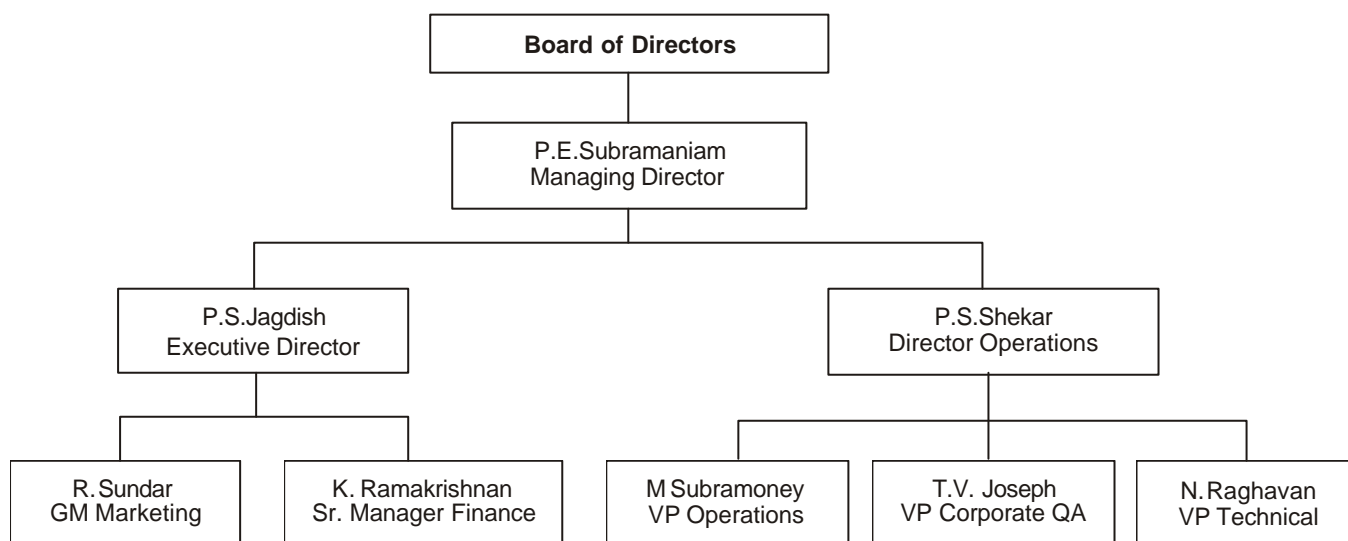 Board of Directors
P.E.Subramaniam
Managing Director
P.S.Jagdish
Executive Director
P.S.Shekar
Director Operations
R. Sundar
GM Marketing
K. Ramakrishnan
Sr. Manager Finance
M Subramoney
VP Operations
T.V. Joseph
VP Corporate QA
N.Raghavan
VP Technical